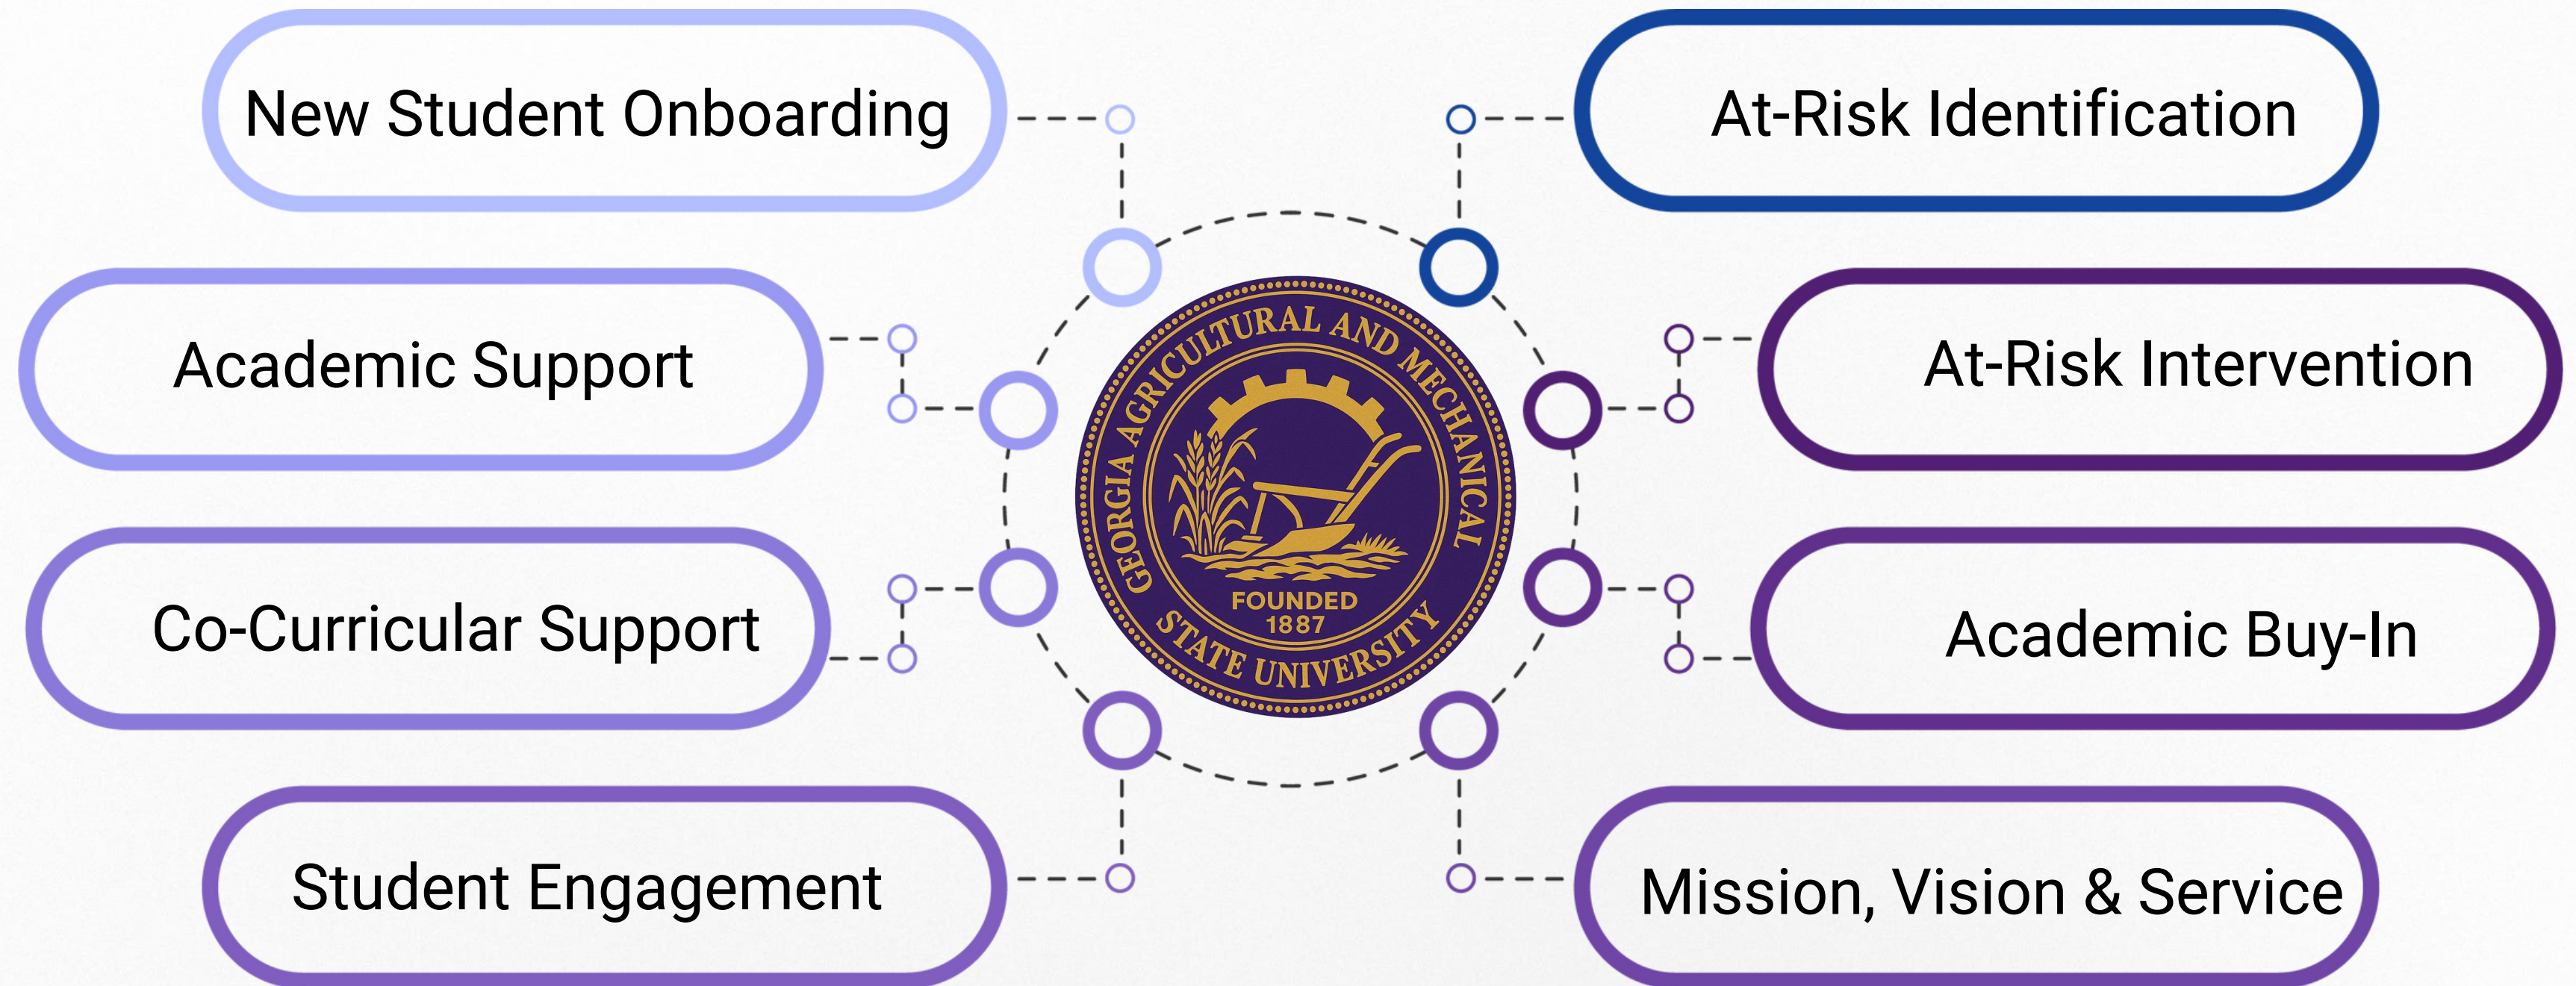 New Student Onboarding
At-Risk Identification
Academic Support
At-Risk Intervention
Co-Curricular Support
Academic Buy-In
Student Engagement
Mission, Vision & Service
GEORGIA AGRICULTURAL AND MECHANICAL
STATE UNIVERSITY
FOUNDED
1887